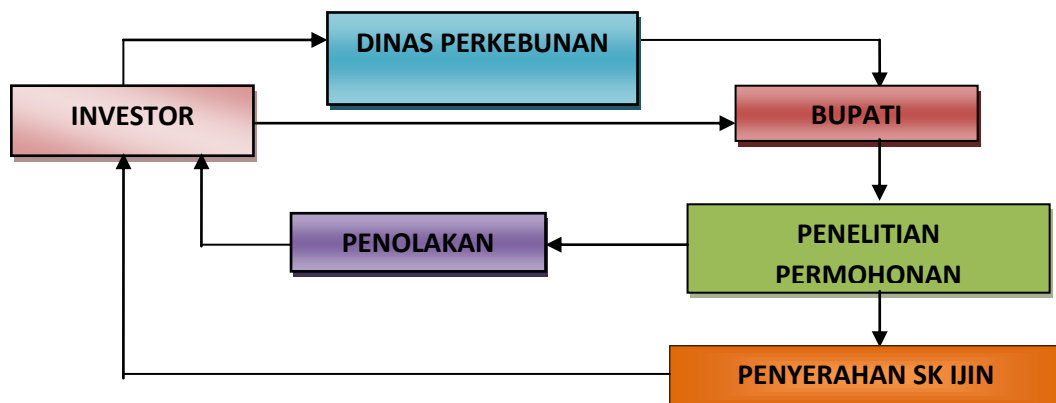 DINAS PERKEBUNAN
INVESTOR
BUPATI
PENOLAKAN
PENELITIAN
PERMOHONAN
PENYERAHAN SK IJIN